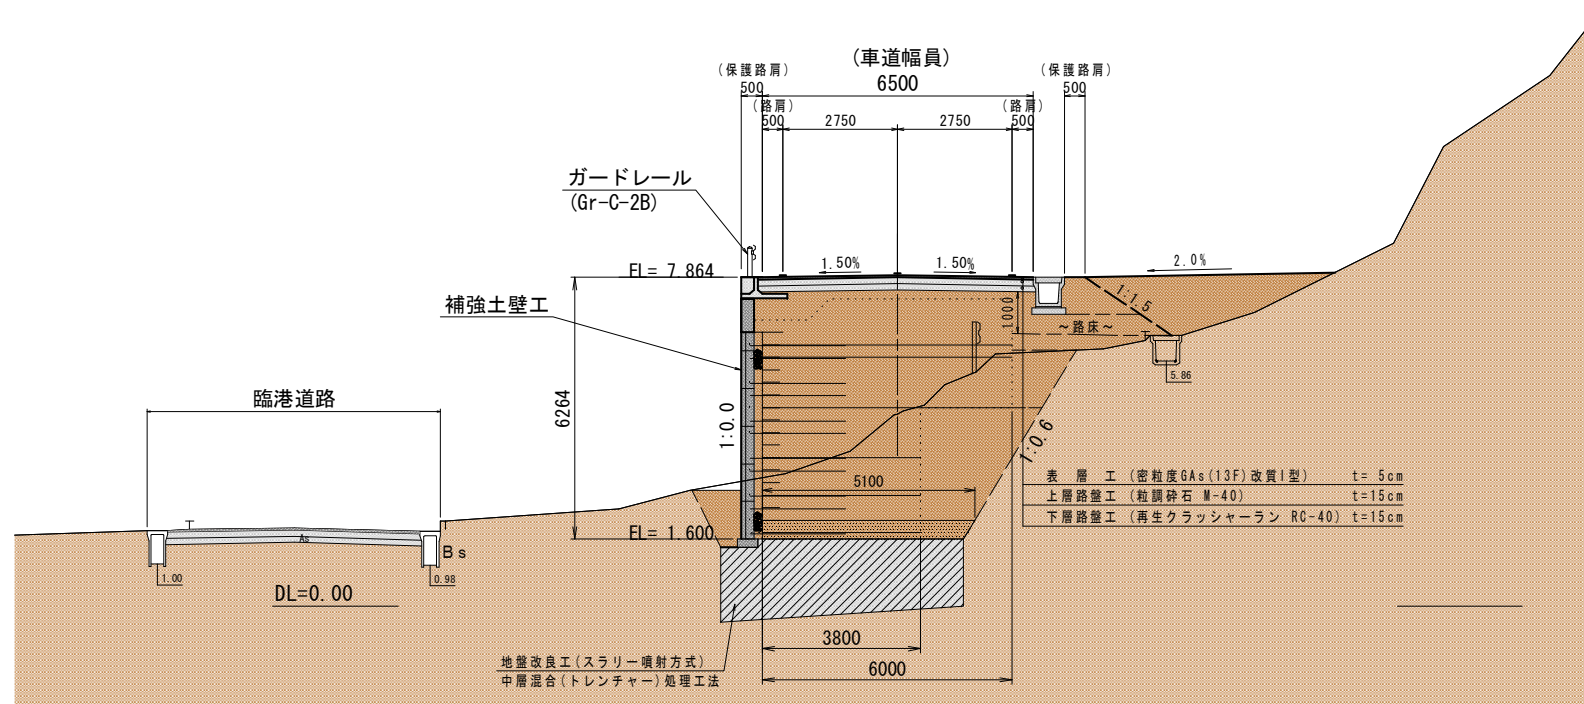 (車道幅員)
(保護路肩)
6500
(保護路肩)
500
500
(路肩)
(路肩)
500
2750
2750
500
ガードレール
(Gr-C-2B)
1.50%
1.50%
2.0%
EL= 7.864
補強土壁工
1:1.5
1000
～路床～
5.86
臨港道路
6264
1:0.0
1:0.6
表 層 工 (密粒度GAs(13F)改質Ⅰ型) t= 5cm
上層路盤工 (粒調砕石 M-40) t=15cm
下層路盤工 (再生クラッシャーラン RC-40) t=15cm
5100
EL= 1.600
As
Bs
1.00
0.98
DL=0.00
3800
地盤改良工(スラリー噴射方式)
中層混合(トレンチャー)処理工法
6000